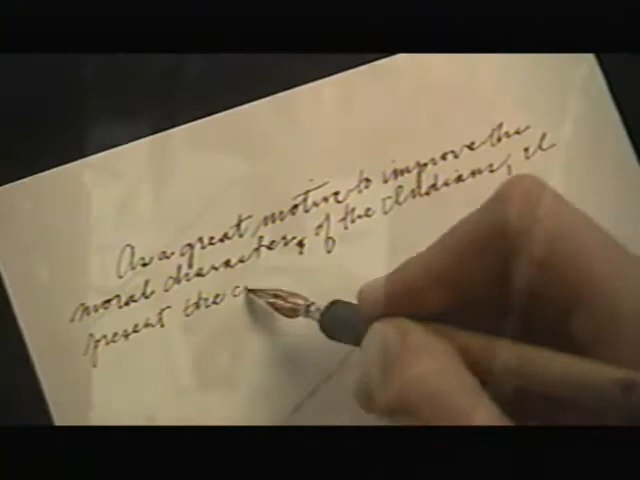 As a great motive to improve the
moral character, of the Indians, I
present the c